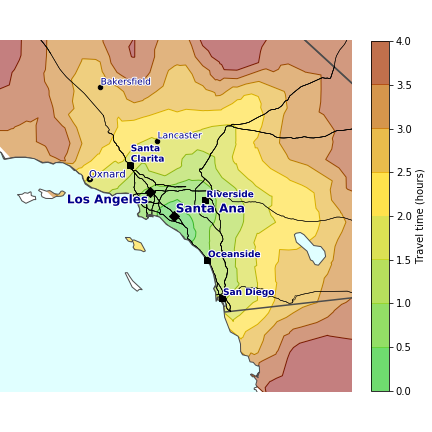 Bakersfield
Lancaster
Santa
Clarita
Oxnard
Los Angeles
Riverside
Santa Ana
Oceanside
San Diego
4.0
3.5
3.0
2.5
2.0
1.5
1.0
0.5
0.0
Travel time (hours)